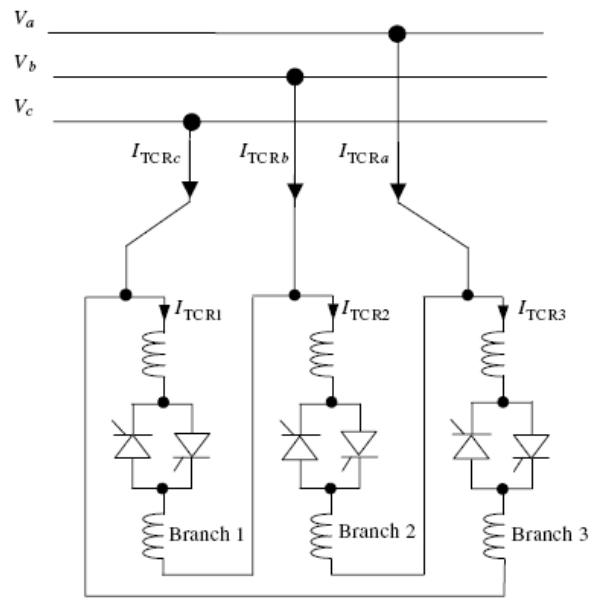 Va
Vb
Vc
ITCRc
ITCRb
ITCRa
ITCR1
ITCR2
ITCR3
Branch 1
Branch 2
Branch 3